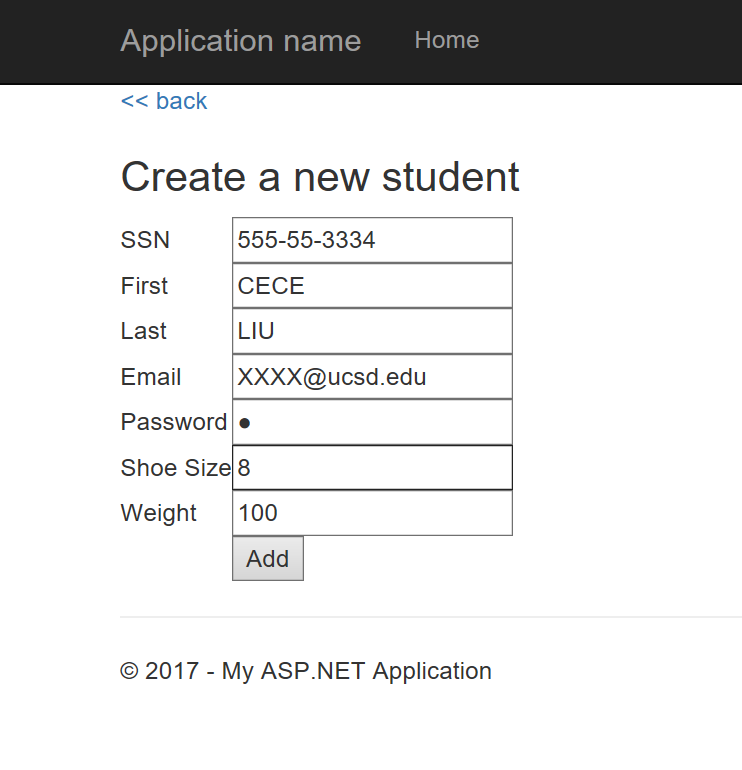 Application name Home
<< back
Create a new student
SSN 555-55-3334
First CECE
Last LIU
Email XXXX@ucsd.edu
Password ●
Shoe Size 8
Weight 100
Add
© 2017 - My ASP.NET Application